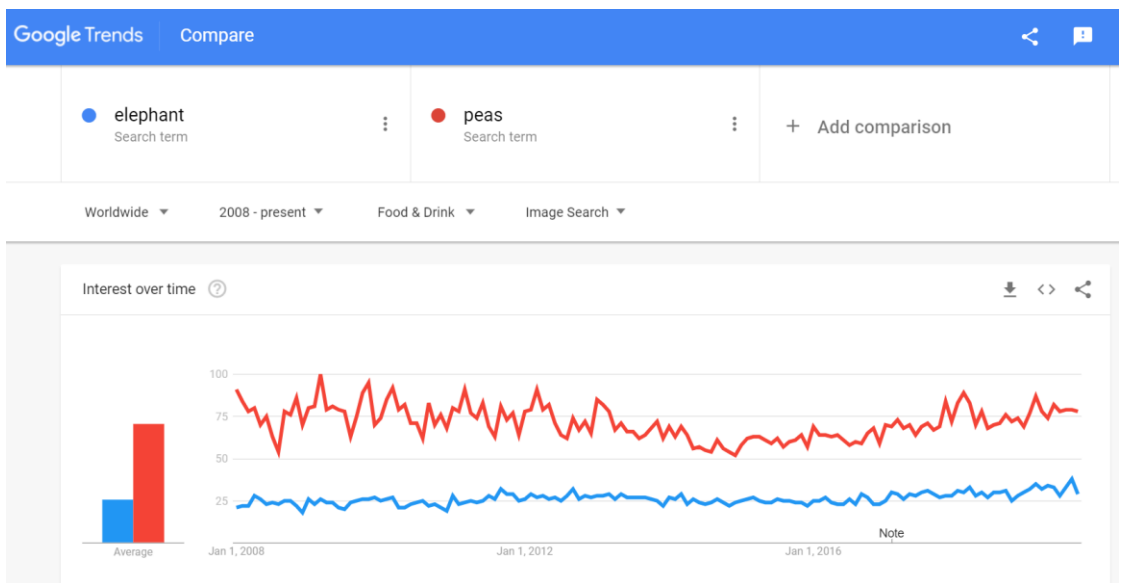 Google Trends Compare
elephant
Search term
peas
Search term
+ Add comparison
Worldwide
2008 - present
Food & Drink
Image Search
Interest over time ?
100
75
50
25
Average
Jan 1, 2008
Jan 1, 2012
Jan 1, 2016
Note